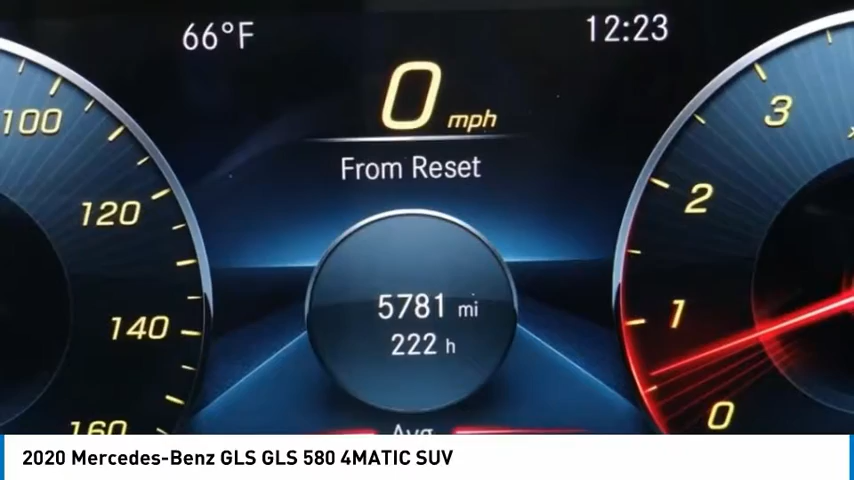 66°F
12:23
0 mph
From Reset
100
120
140
160
3
2
1
0
5781 mi
222 h
Avg.
2020 Mercedes-Benz GLS GLS 580 4MATIC SUV